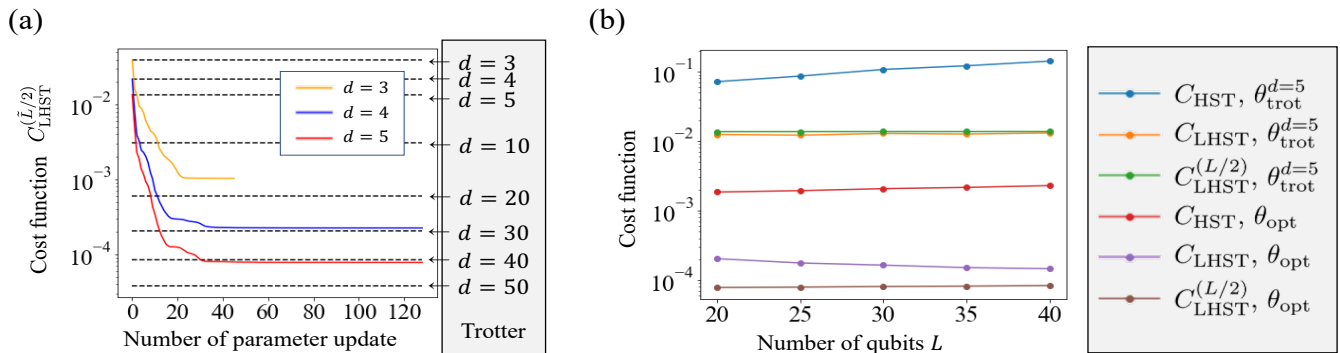 (a)
Cost function C_LHST^(L̃/2)
10^−2
10^−3
10^−4
0 20 40 60 80 100 120
Number of parameter update
d = 3
d = 4
d = 5
d = 3
d = 4
d = 5
d = 10
d = 20
d = 30
d = 40
d = 50
Trotter
(b)
Cost function
10^−1
10^−2
10^−3
10^−4
20 25 30 35 40
Number of qubits L
C_HST, θ_trot^d=5
C_LHST, θ_trot^d=5
C_LHST^(L/2), θ_trot^d=5
C_HST, θ_opt
C_LHST, θ_opt
C_LHST^(L/2), θ_opt